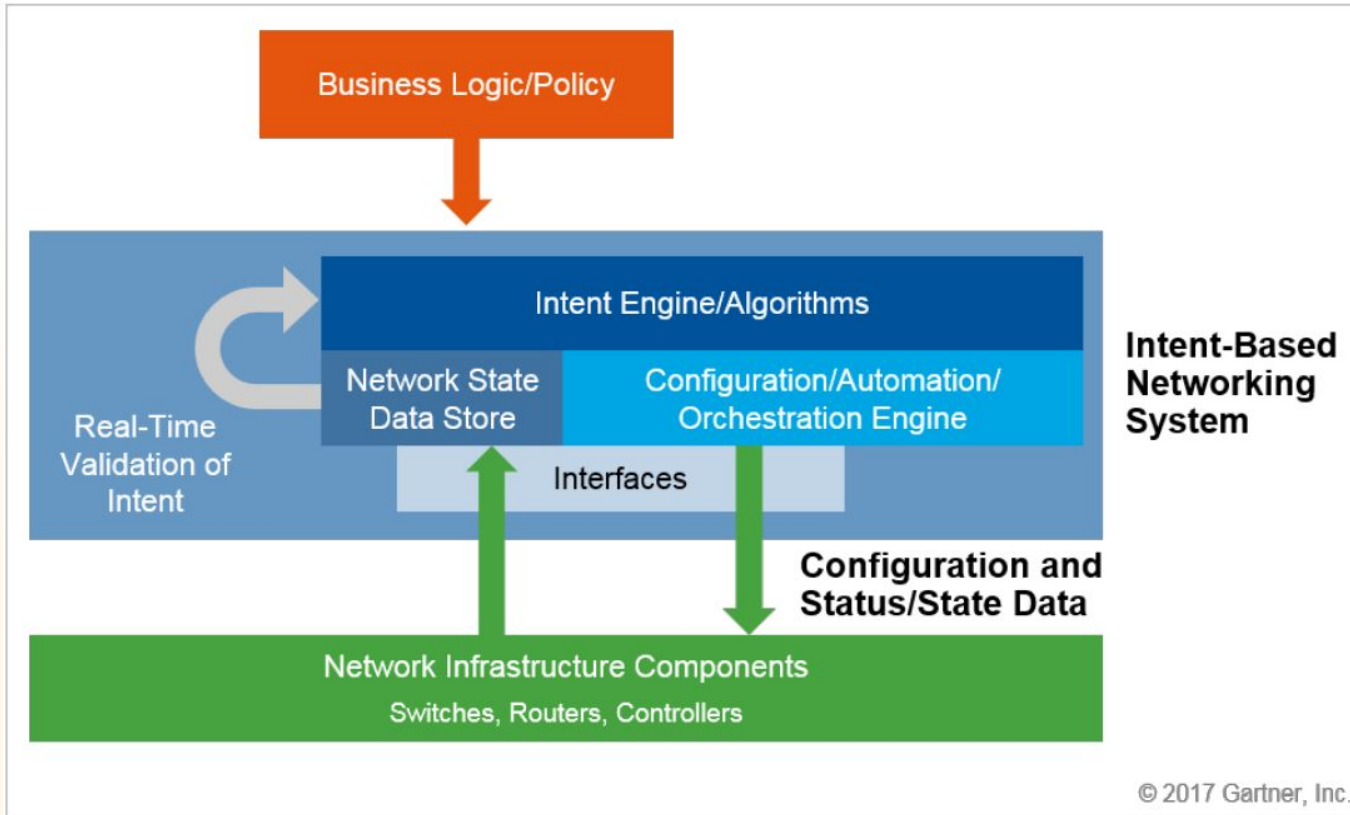 Business Logic/Policy
Intent Engine/Algorithms
Network State
Data Store
Configuration/Automation/
Orchestration Engine
Real-Time
Validation of
Intent
Interfaces
Intent-Based
Networking
System
Configuration and
Status/State Data
Network Infrastructure Components
Switches, Routers, Controllers
© 2017 Gartner, Inc.